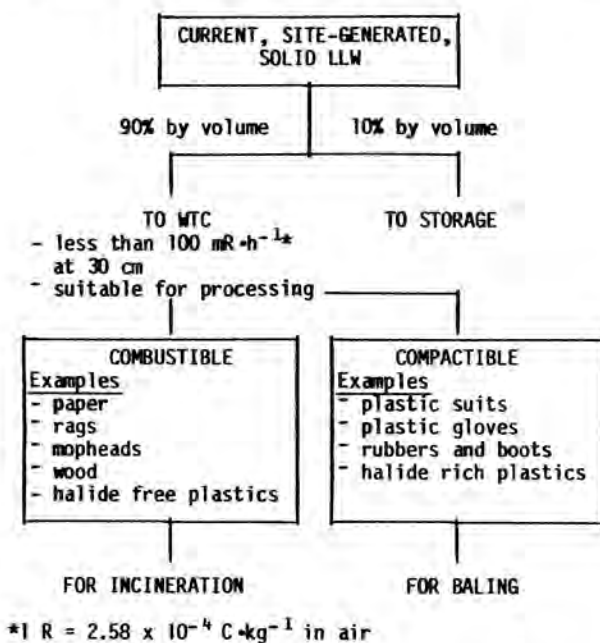 CURRENT, SITE-GENERATED,
SOLID LLW
90% by volume
10% by volume
TO WTC
- less than 100 mR·h⁻¹*
at 30 cm
- suitable for processing
TO STORAGE
COMBUSTIBLE
Examples
- paper
- rags
- mopheads
- wood
- halide free plastics
COMPACTIBLE
Examples
- plastic suits
- plastic gloves
- rubbers and boots
- halide rich plastics
FOR INCINERATION
FOR BALING
*1 R = 2.58 x 10⁻⁴ C·kg⁻¹ in air